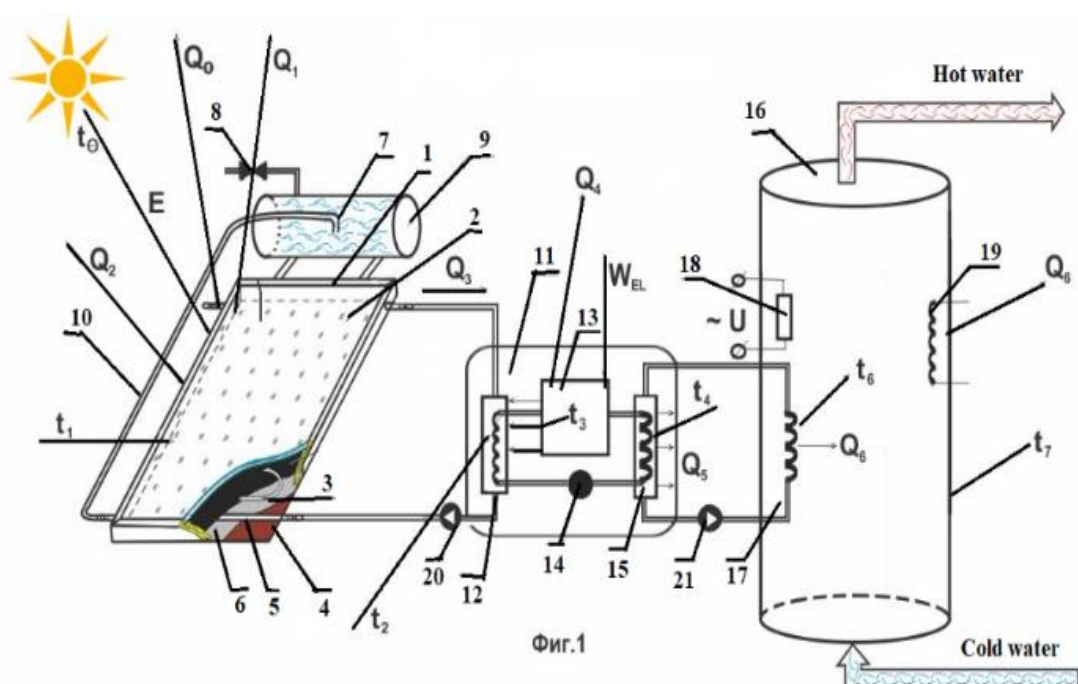 Hot water
Q₀
Q₁
16
8
7
1
9
tΘ
Q₄
E
2
19
Q₂
Q₃
11
W_EL
18
Q₆
13
10
~ U
t₆
t₄
t₃
t₁
Q₅
Q₆
t₇
3
20
14
15
21
17
12
6
5
4
t₂
Фиг.1
Cold water